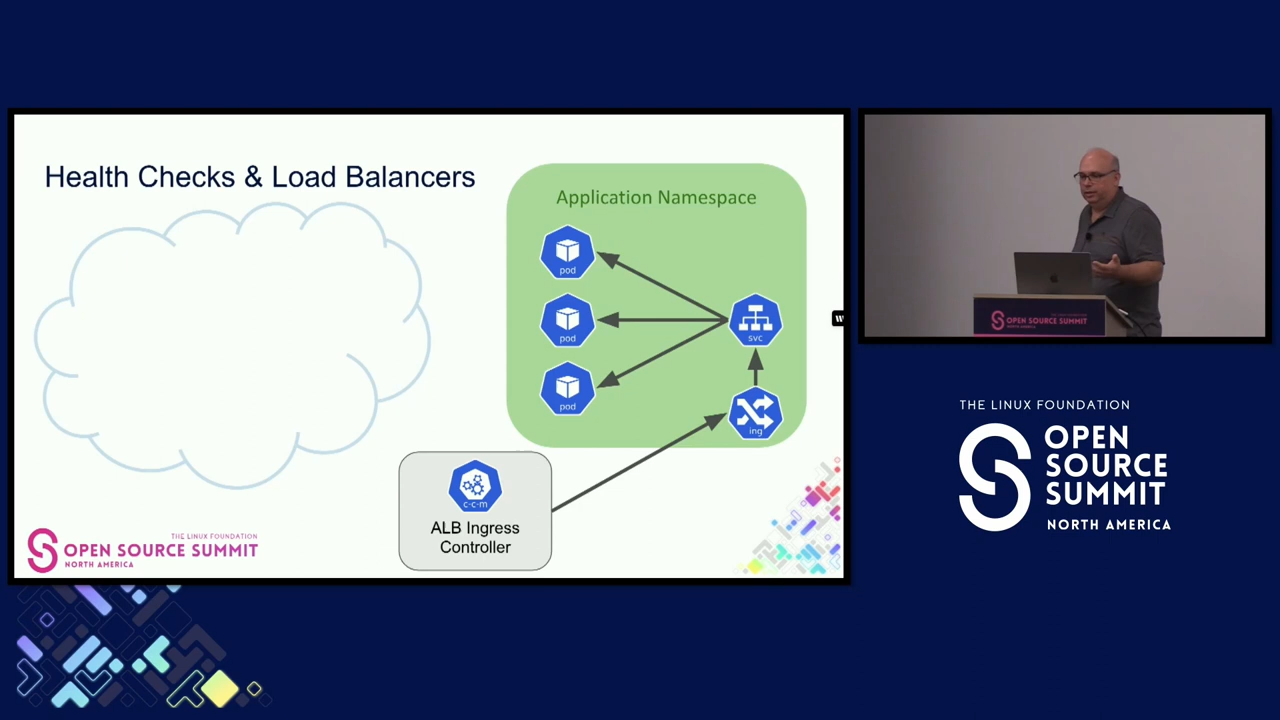 Health Checks & Load Balancers
Application Namespace
pod
pod
pod
svc
ing
c-c-m
ALB Ingress
Controller
THE LINUX FOUNDATION
OPEN SOURCE SUMMIT
NORTH AMERICA
OPEN SOURCE SUMMIT
NORTH AMERICA
THE LINUX FOUNDATION
OPEN
SOURCE
SUMMIT
NORTH AMERICA